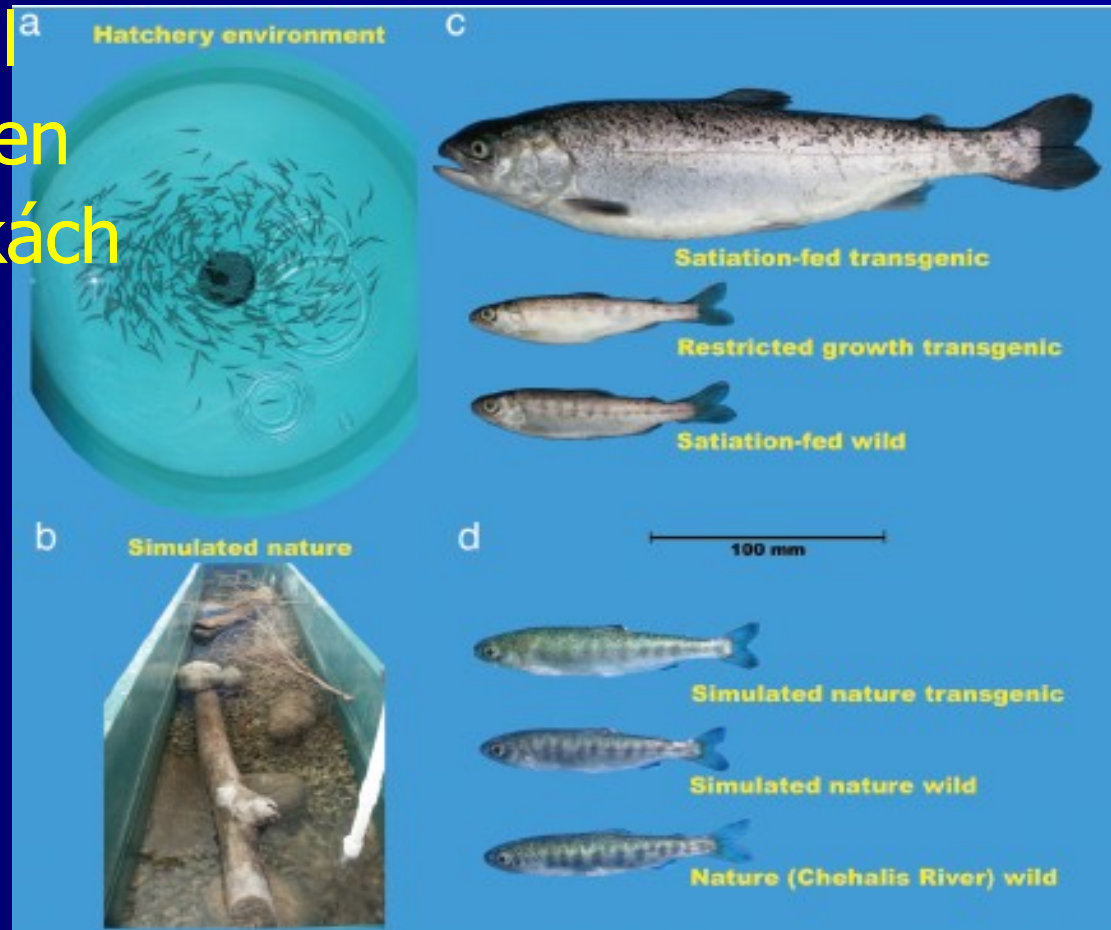 a
Hatchery environment
c
Satiation-fed transgenic
Restricted growth transgenic
Satiation-fed wild
b
Simulated nature
d
100 mm
Simulated nature transgenic
Simulated nature wild
Nature (Chehalis River) wild